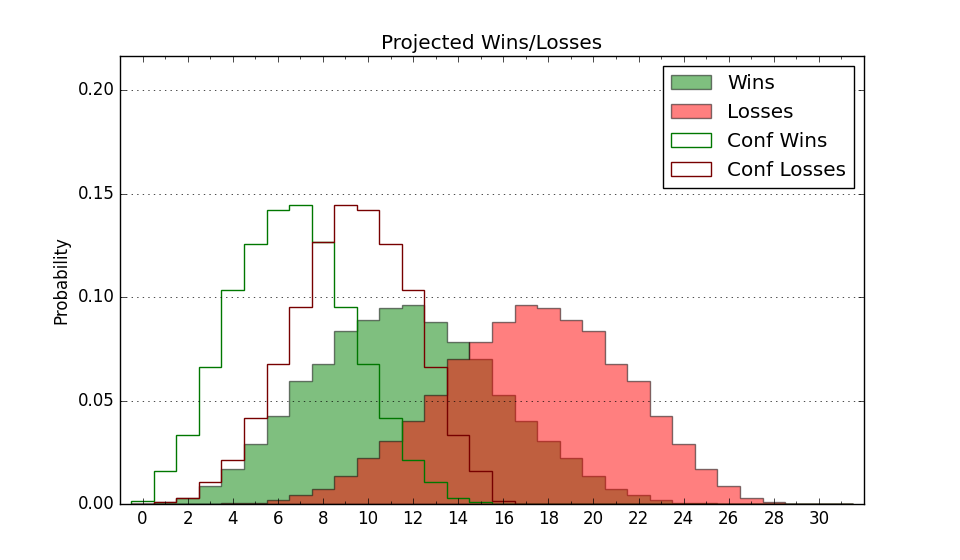 Projected Wins/Losses
Probability
0.20
0.15
0.10
0.05
0.00
Wins
Losses
Conf Wins
Conf Losses
0 2 4 6 8 10 12 14 16 18 20 22 24 26 28 30